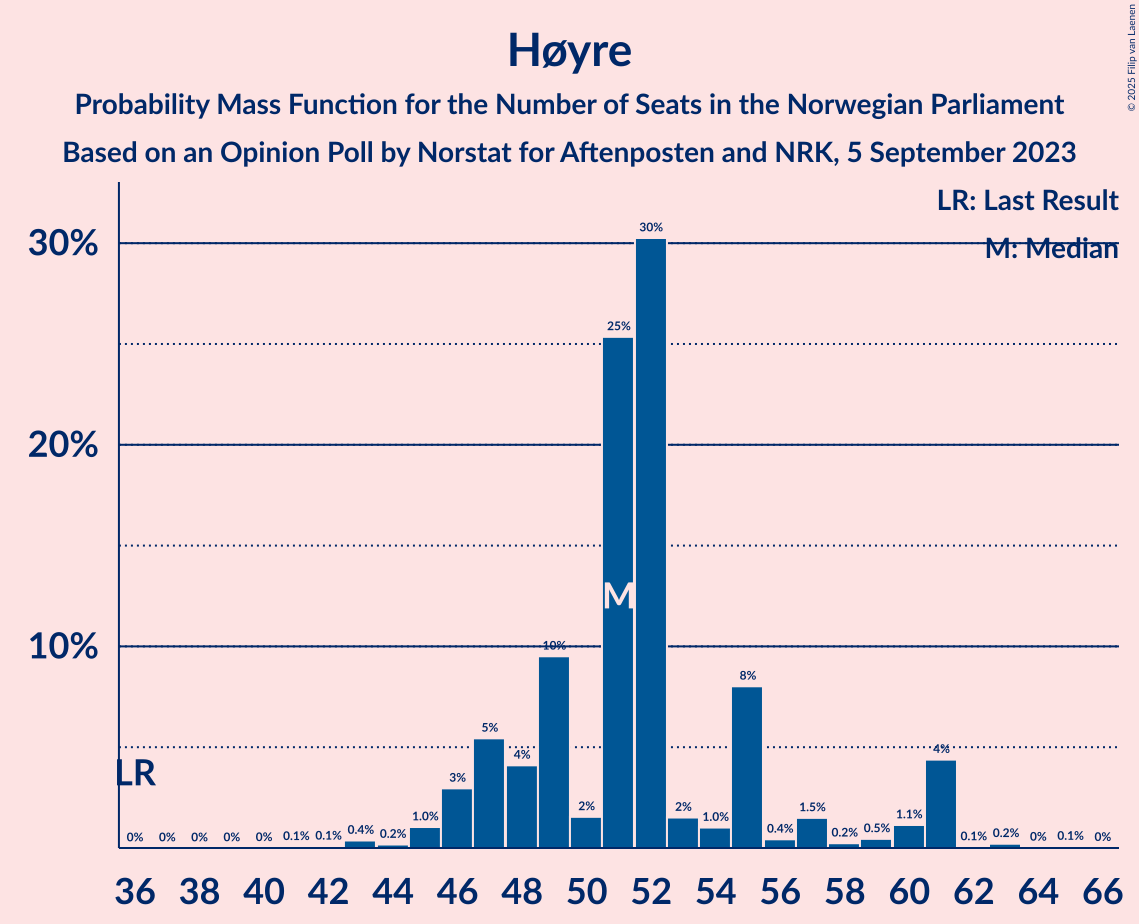 © 2025 Filip van Laenen
Høyre
Probability Mass Function for the Number of Seats in the Norwegian Parliament
Based on an Opinion Poll by Norstat for Aftenposten and NRK, 5 September 2023
LR: Last Result
M: Median
30%
20%
10%
LR
M
0% 0% 0% 0% 0% 0.1% 0.1% 0.4% 0.2% 1.0% 3% 5% 4% 10% 2% 25% 30% 2% 1.0% 8% 0.4% 1.5% 0.2% 0.5% 1.1% 4% 0.1% 0.2% 0% 0.1% 0%
36 38 40 42 44 46 48 50 52 54 56 58 60 62 64 66